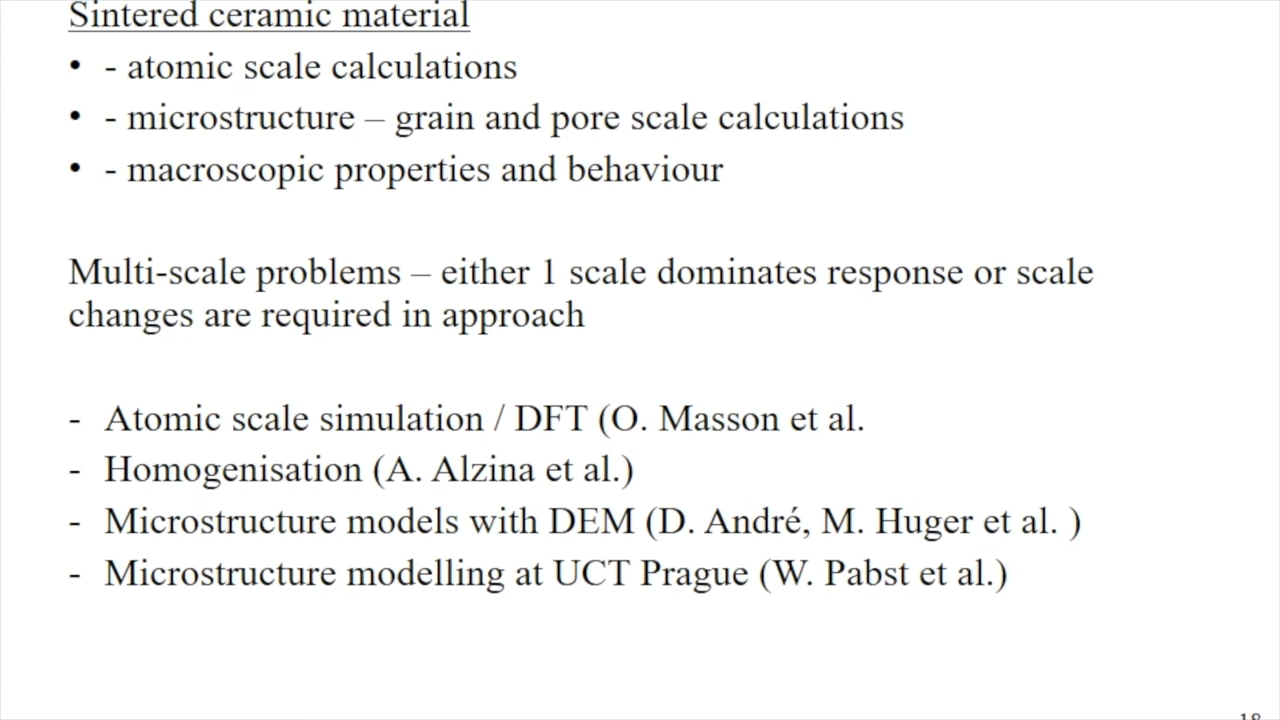 Sintered ceramic material
• - atomic scale calculations
• - microstructure – grain and pore scale calculations
• - macroscopic properties and behaviour
Multi-scale problems – either 1 scale dominates response or scale
changes are required in approach
- Atomic scale simulation / DFT (O. Masson et al.
- Homogenisation (A. Alzina et al.)
- Microstructure models with DEM (D. André, M. Huger et al. )
- Microstructure modelling at UCT Prague (W. Pabst et al.)